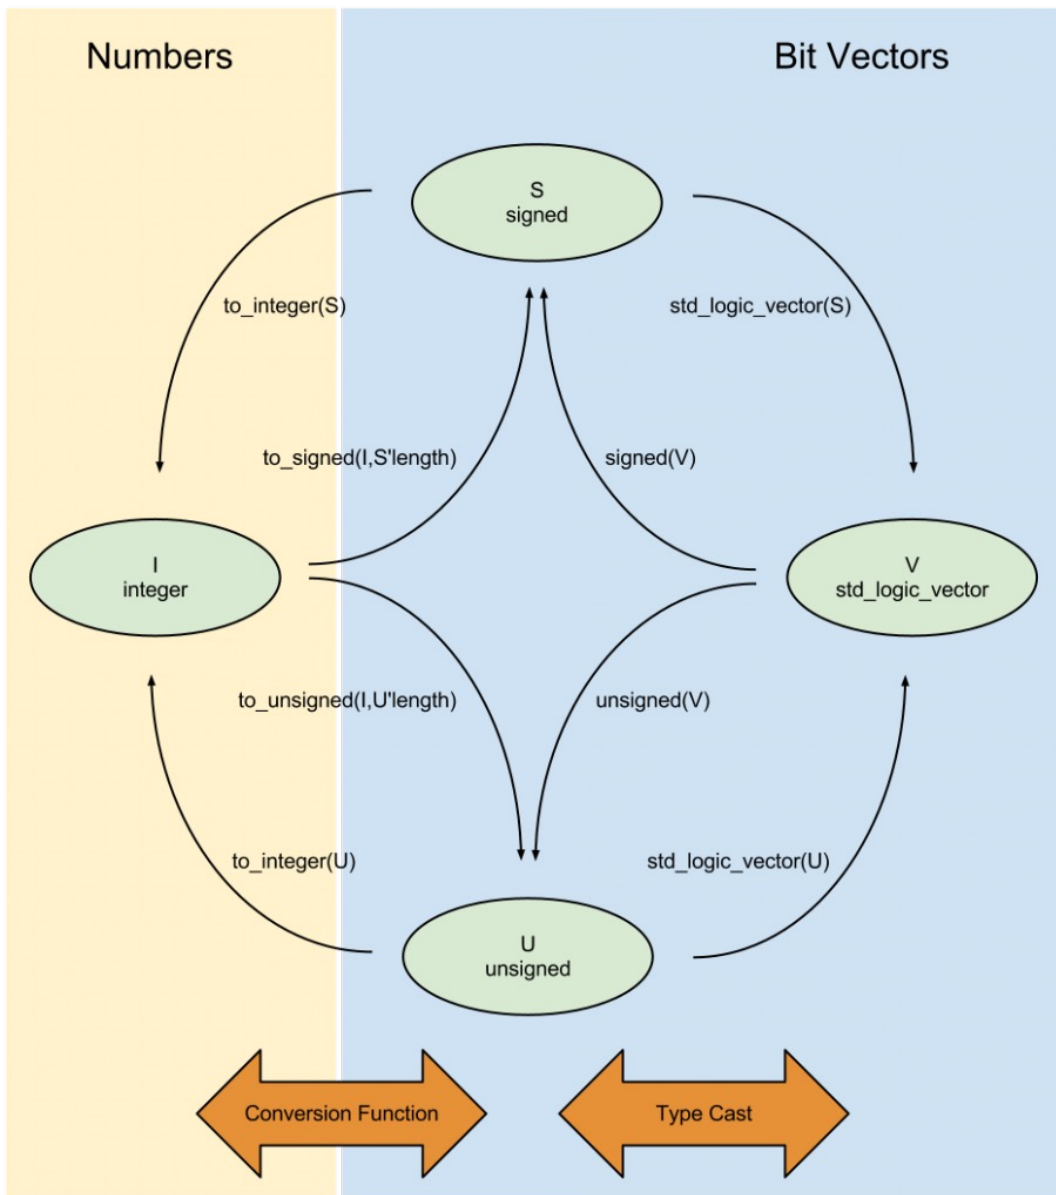 Numbers
Bit Vectors
S
signed
to_integer(S)
std_logic_vector(S)
to_signed(I,S'length)
signed(V)
I
integer
V
std_logic_vector
to_unsigned(I,U'length)
unsigned(V)
to_integer(U)
std_logic_vector(U)
U
unsigned
Conversion Function
Type Cast